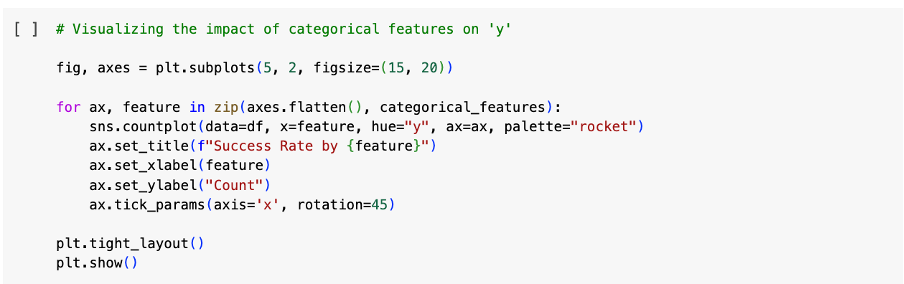 [ ] # Visualizing the impact of categorical features on 'y'
fig, axes = plt.subplots(5, 2, figsize=(15, 20))
for ax, feature in zip(axes.flatten(), categorical_features):
    sns.countplot(data=df, x=feature, hue="y", ax=ax, palette="rocket")
    ax.set_title(f"Success Rate by {feature}")
    ax.set_xlabel(feature)
    ax.set_ylabel("Count")
    ax.tick_params(axis='x', rotation=45)
plt.tight_layout()
plt.show()